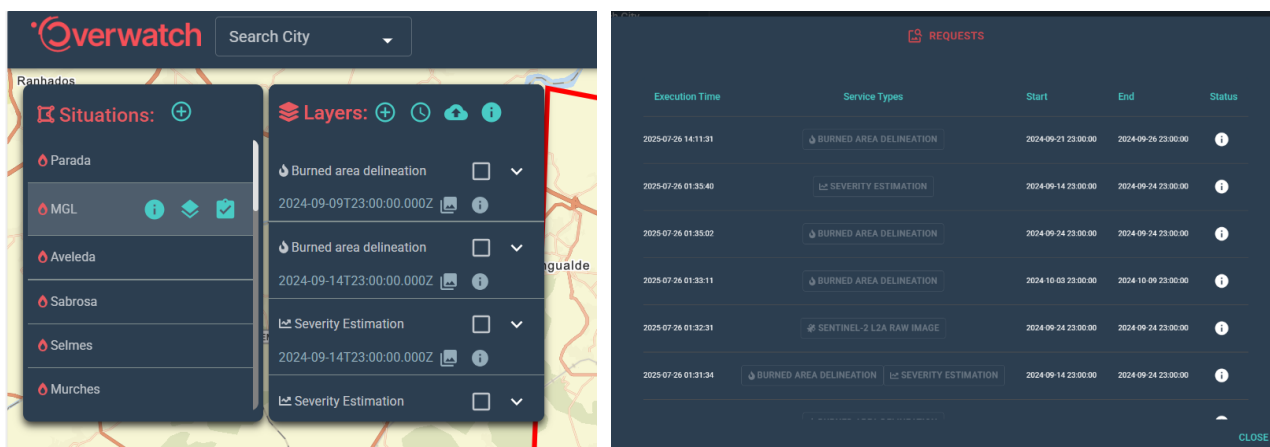 Overwatch
Search City
Ranhados
Situations:
Parada
MGL
Aveleda
Sabrosa
Selmes
Murches
Layers:
Burned area delineation
2024-09-09T23:00:00.000Z
Burned area delineation
2024-09-14T23:00:00.000Z
Severity Estimation
2024-09-14T23:00:00.000Z
Severity Estimation
ngualde
REQUESTS
Execution Time Service Types Start End Status
2025-07-26 14:11:31 BURNED AREA DELINEATION 2024-09-21 23:00:00 2024-09-26 23:00:00
2025-07-26 01:35:40 SEVERITY ESTIMATION 2024-09-14 23:00:00 2024-09-24 23:00:00
2025-07-26 01:35:02 BURNED AREA DELINEATION 2024-09-24 23:00:00 2024-09-24 23:00:00
2025-07-26 01:33:11 BURNED AREA DELINEATION 2024-10-03 23:00:00 2024-10-09 23:00:00
2025-07-26 01:32:31 SENTINEL-2 L2A RAW IMAGE 2024-09-24 23:00:00 2024-09-24 23:00:00
2025-07-26 01:31:34 BURNED AREA DELINEATION SEVERITY ESTIMATION 2024-09-14 23:00:00 2024-09-24 23:00:00
CLOSE